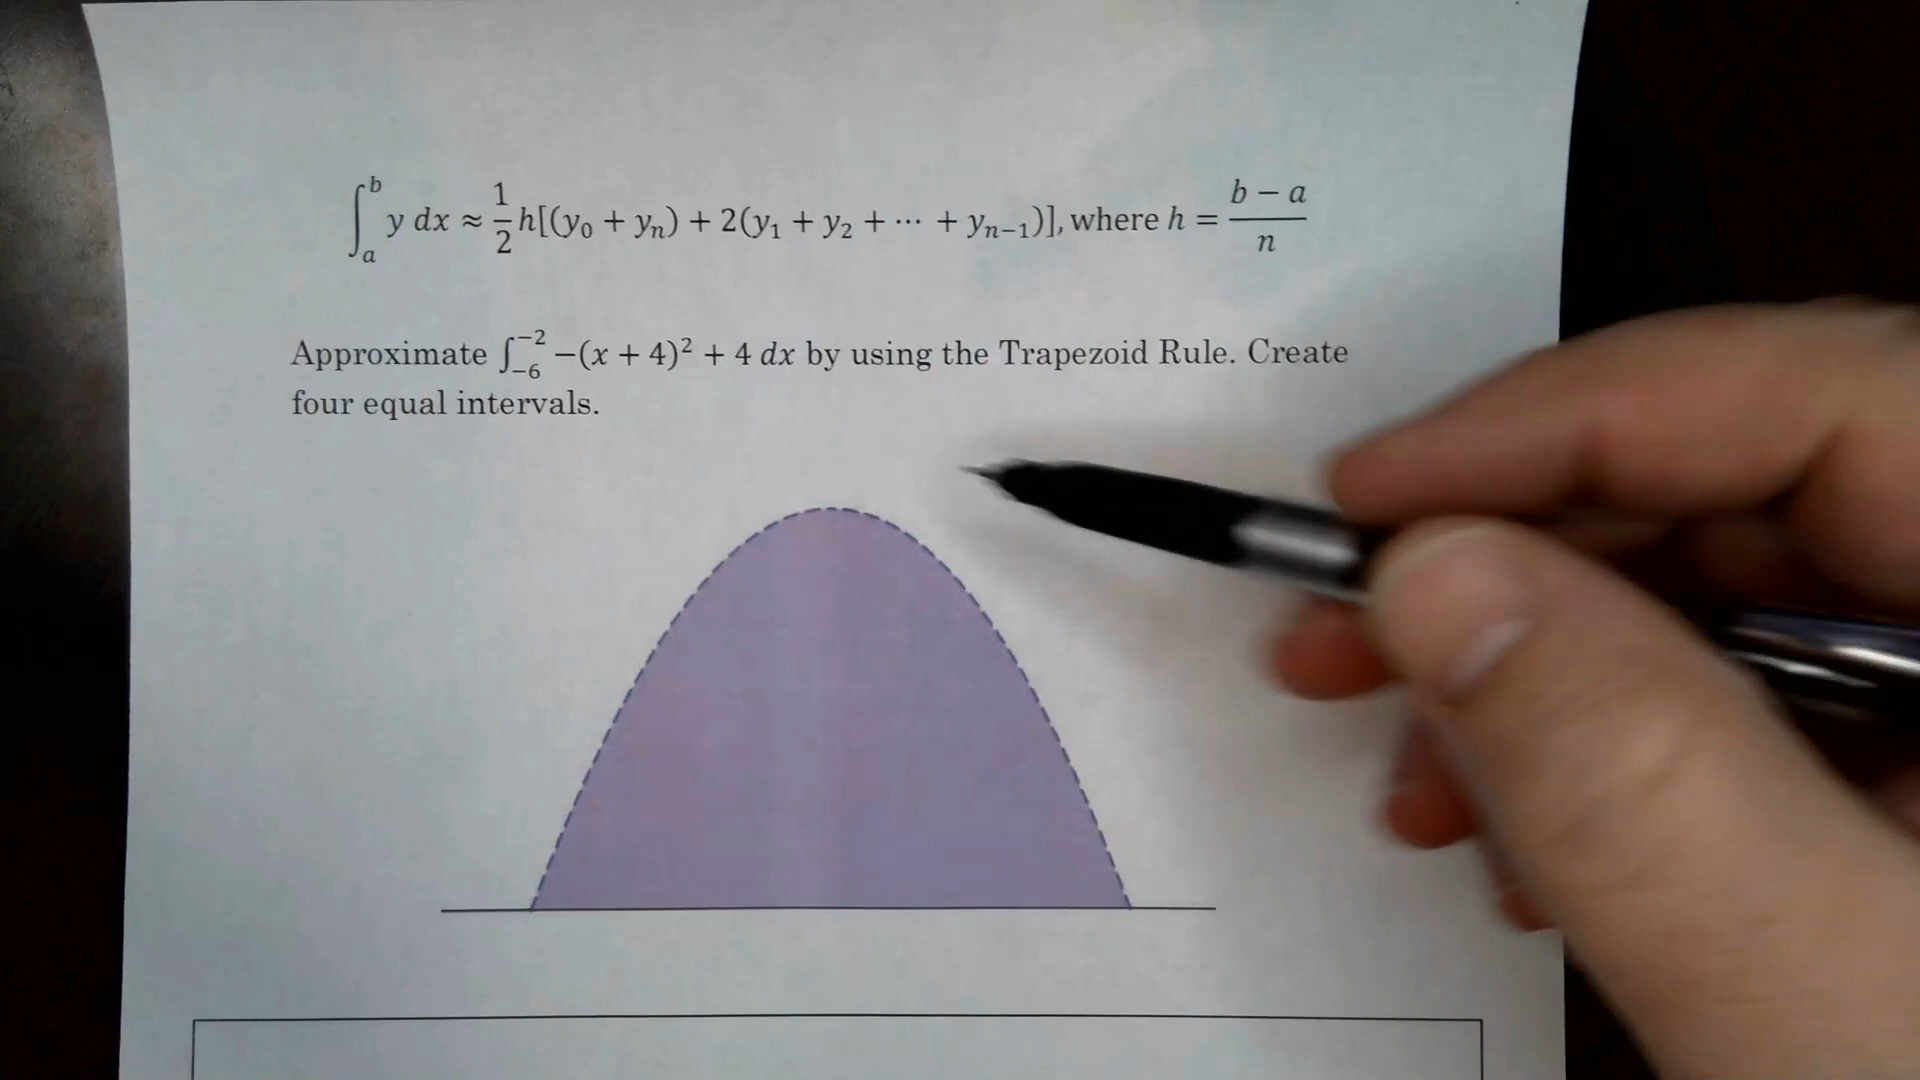 ∫_a^b y dx ≈ 1/2 h[(y₀ + yₙ) + 2(y₁ + y₂ + ⋯ + yₙ₋₁)], where h = (b − a)/n
Approximate ∫_{−6}^{−2} −(x + 4)² + 4 dx by using the Trapezoid Rule. Create
four equal intervals.